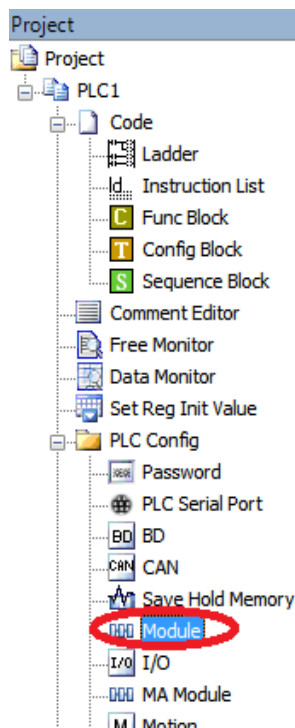 Project
Project
PLC1
Code
Ladder
Instruction List
C Func Block
T Config Block
S Sequence Block
Comment Editor
Free Monitor
Data Monitor
Set Reg Init Value
PLC Config
Password
PLC Serial Port
BD BD
CAN CAN
Save Hold Memory
Module
I/O I/O
MA Module
M Motion